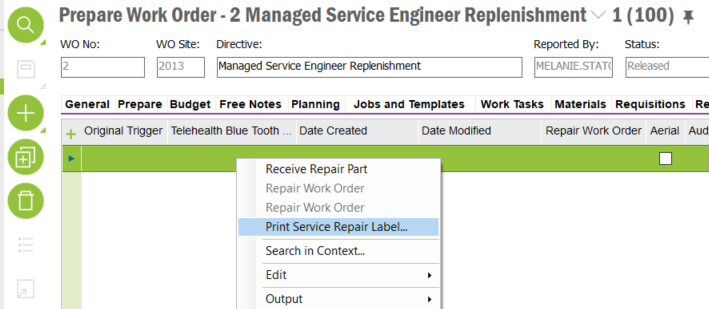 Prepare Work Order - 2 Managed Service Engineer Replenishment 1 (100)
WO No: WO Site: Directive: Reported By: Status:
2 2013 Managed Service Engineer Replenishment MELANIE.STATO Released
General Prepare Budget Free Notes Planning Jobs and Templates Work Tasks Materials Requisitions Re
Original Trigger Telehealth Blue Tooth ... Date Created Date Modified Repair Work Order Aerial Aud
Receive Repair Part
Repair Work Order
Repair Work Order
Print Service Repair Label...
Search in Context...
Edit
Output